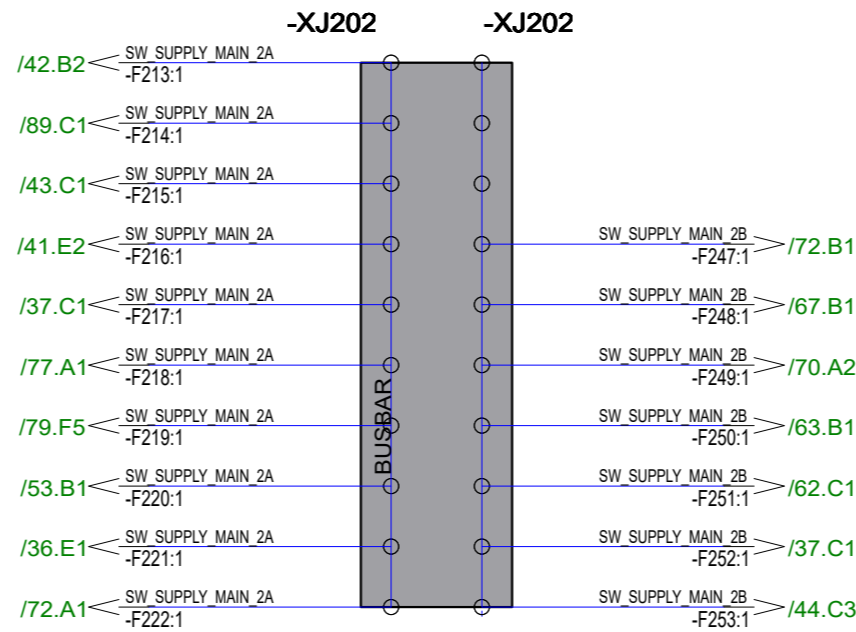 -XJ202 -XJ202
/42.B2 SW_SUPPLY_MAIN_2A
-F213:1
/89.C1 SW_SUPPLY_MAIN_2A
-F214:1
/43.C1 SW_SUPPLY_MAIN_2A
-F215:1
/41.E2 SW_SUPPLY_MAIN_2A
-F216:1
SW_SUPPLY_MAIN_2B /72.B1
-F247:1
/37.C1 SW_SUPPLY_MAIN_2A
-F217:1
SW_SUPPLY_MAIN_2B /67.B1
-F248:1
/77.A1 SW_SUPPLY_MAIN_2A
-F218:1
SW_SUPPLY_MAIN_2B /70.A2
-F249:1
BUSBAR
/79.F5 SW_SUPPLY_MAIN_2A
-F219:1
SW_SUPPLY_MAIN_2B /63.B1
-F250:1
/53.B1 SW_SUPPLY_MAIN_2A
-F220:1
SW_SUPPLY_MAIN_2B /62.C1
-F251:1
/36.E1 SW_SUPPLY_MAIN_2A
-F221:1
SW_SUPPLY_MAIN_2B /37.C1
-F252:1
/72.A1 SW_SUPPLY_MAIN_2A
-F222:1
SW_SUPPLY_MAIN_2B /44.C3
-F253:1